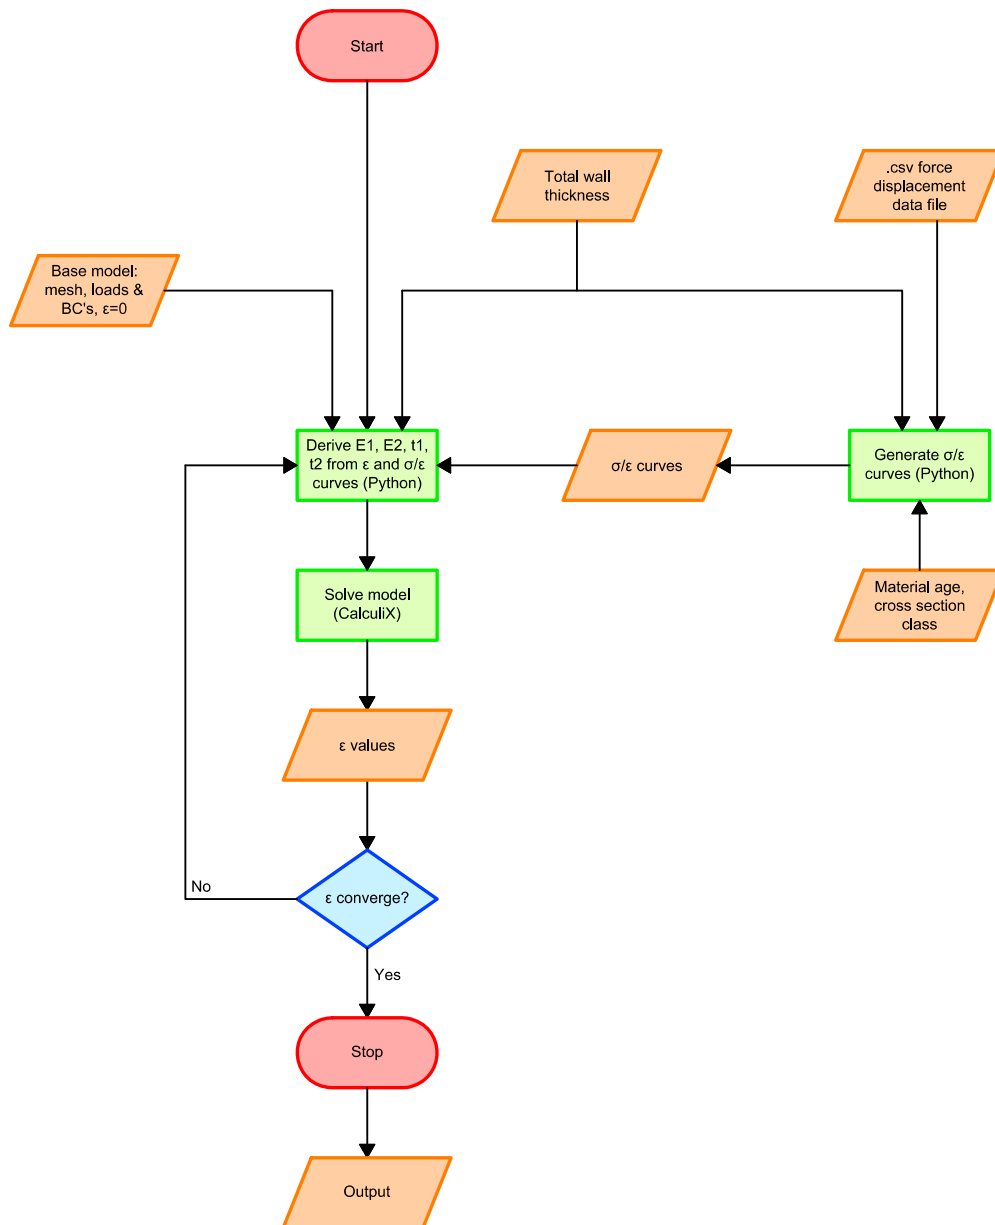 Start
Total wall
thickness
.csv force
displacement
data file
Base model:
mesh, loads &
BC's, ε=0
Derive E1, E2, t1,
t2 from ε and σ/ε
curves (Python)
σ/ε curves
Generate σ/ε
curves (Python)
Solve model
(CalculiX)
Material age,
cross section
class
ε values
ε converge?
No
Yes
Stop
Output